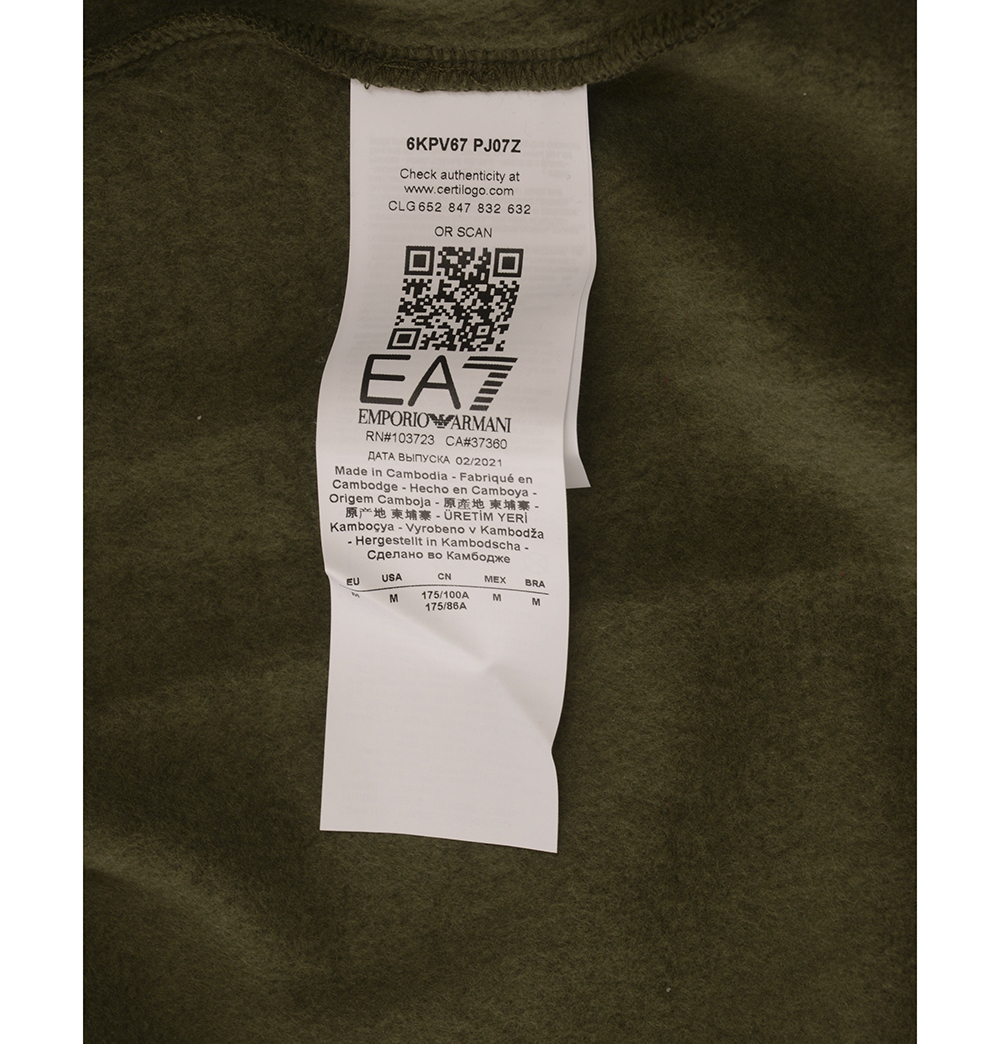 6KPV67 PJ07Z
Check authenticity at
www.certilogo.com
CLG 652 847 832 632
OR SCAN
EA7
EMPORIO ARMANI
RN#103723 CA#37360
ДАТА ВЫПУСКА 02/2021
Made in Cambodia - Fabriqué en
Cambodge - Hecho en Camboya -
Origem Camboja - 原產地 柬埔寨 -
原产地 柬埔寨 - ÜRETİM YERİ
Kamboçya - Vyrobeno v Kambodža
- Hergestellt in Kambodscha -
Сделано во Камбодже
EU USA CN MEX BRA
M M 175/100A M M
175/86A